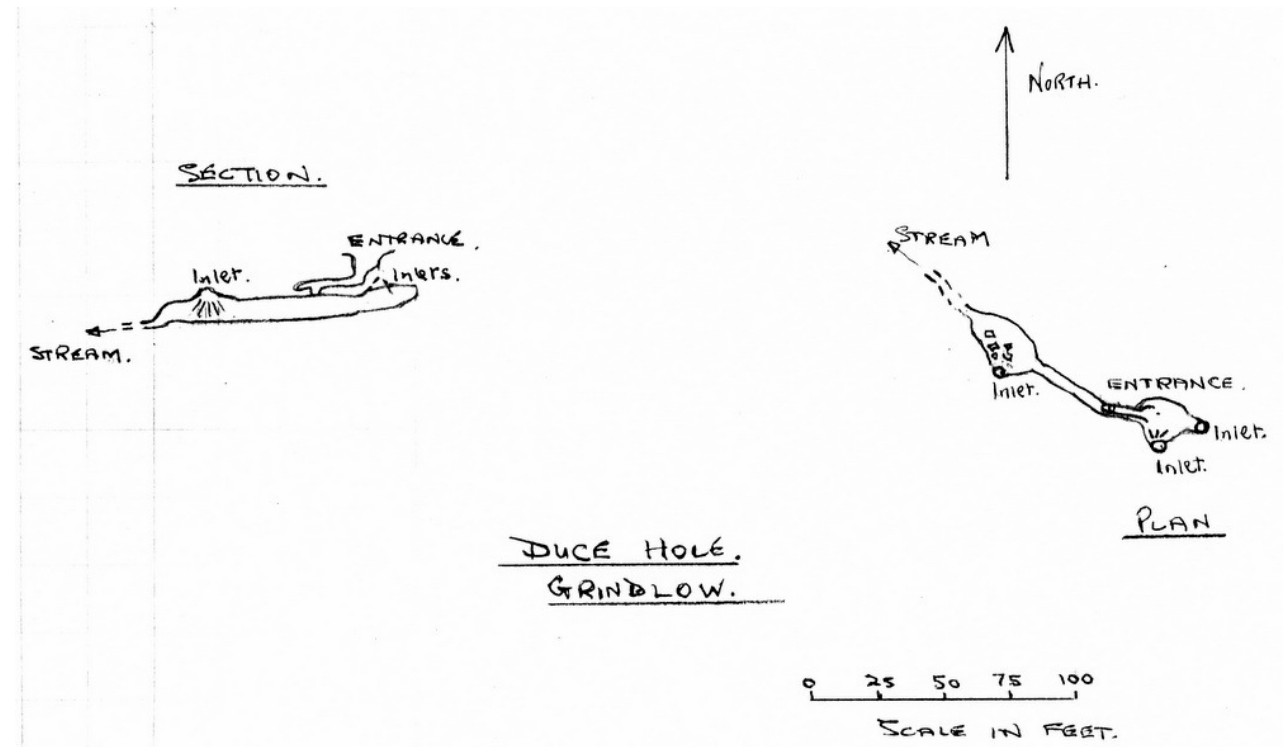 NORTH.
SECTION.
ENTRANCE.
Inlet.
Inlets.
STREAM.
STREAM
Inlet.
ENTRANCE.
Inlet.
Inlet.
PLAN
DUCE HOLE.
GRINDLOW.
0 25 50 75 100
SCALE IN FEET.